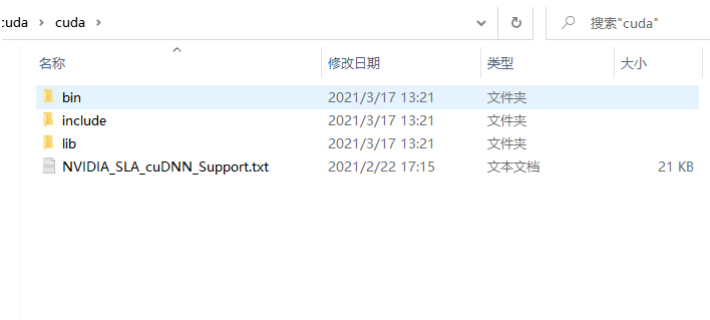 cuda › cuda ›
搜索"cuda"
名称 修改日期 类型 大小
bin 2021/3/17 13:21 文件夹
include 2021/3/17 13:21 文件夹
lib 2021/3/17 13:21 文件夹
NVIDIA_SLA_cuDNN_Support.txt 2021/2/22 17:15 文本文档 21 KB